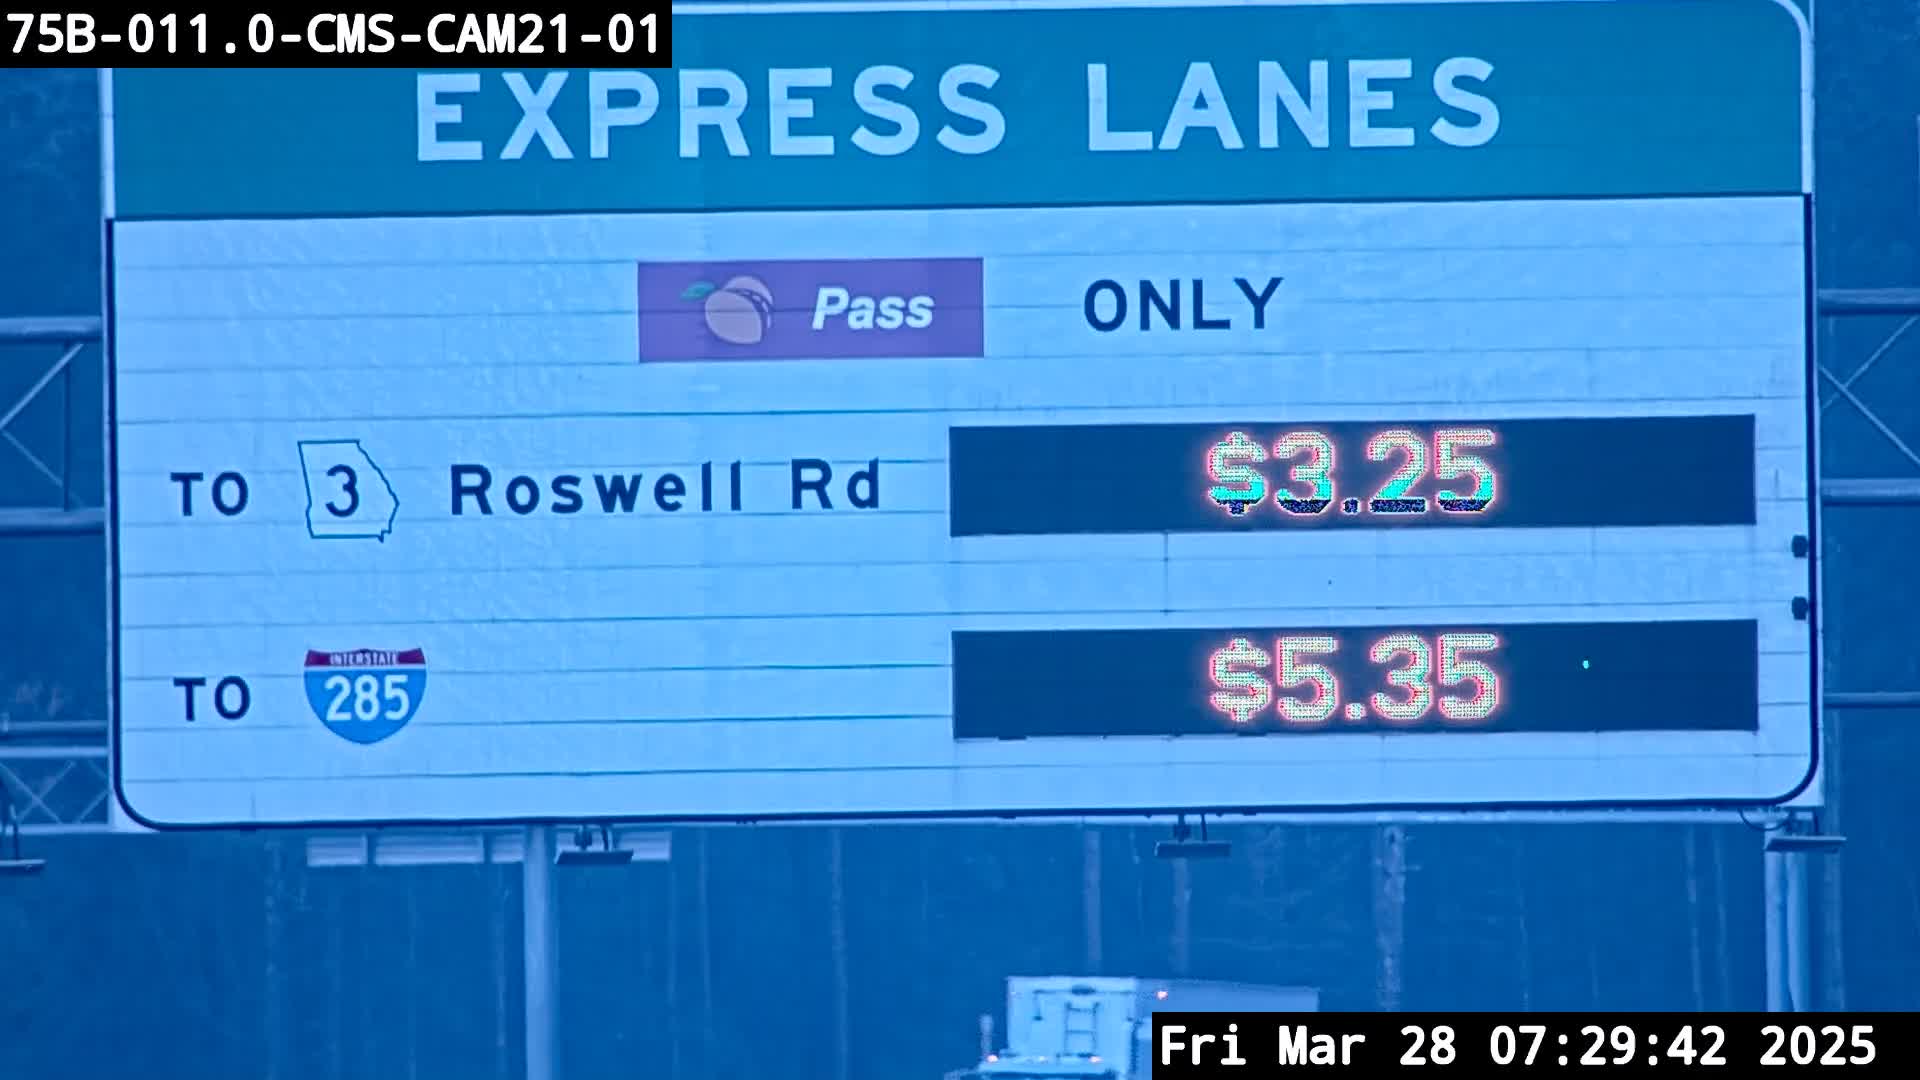 75B-011.0-CMS-CAM21-01
EXPRESS LANES
Pass ONLY
TO 3 Roswell Rd $3.25
INTERSTATE
TO 285 $5.35
Fri Mar 28 07:29:42 2025